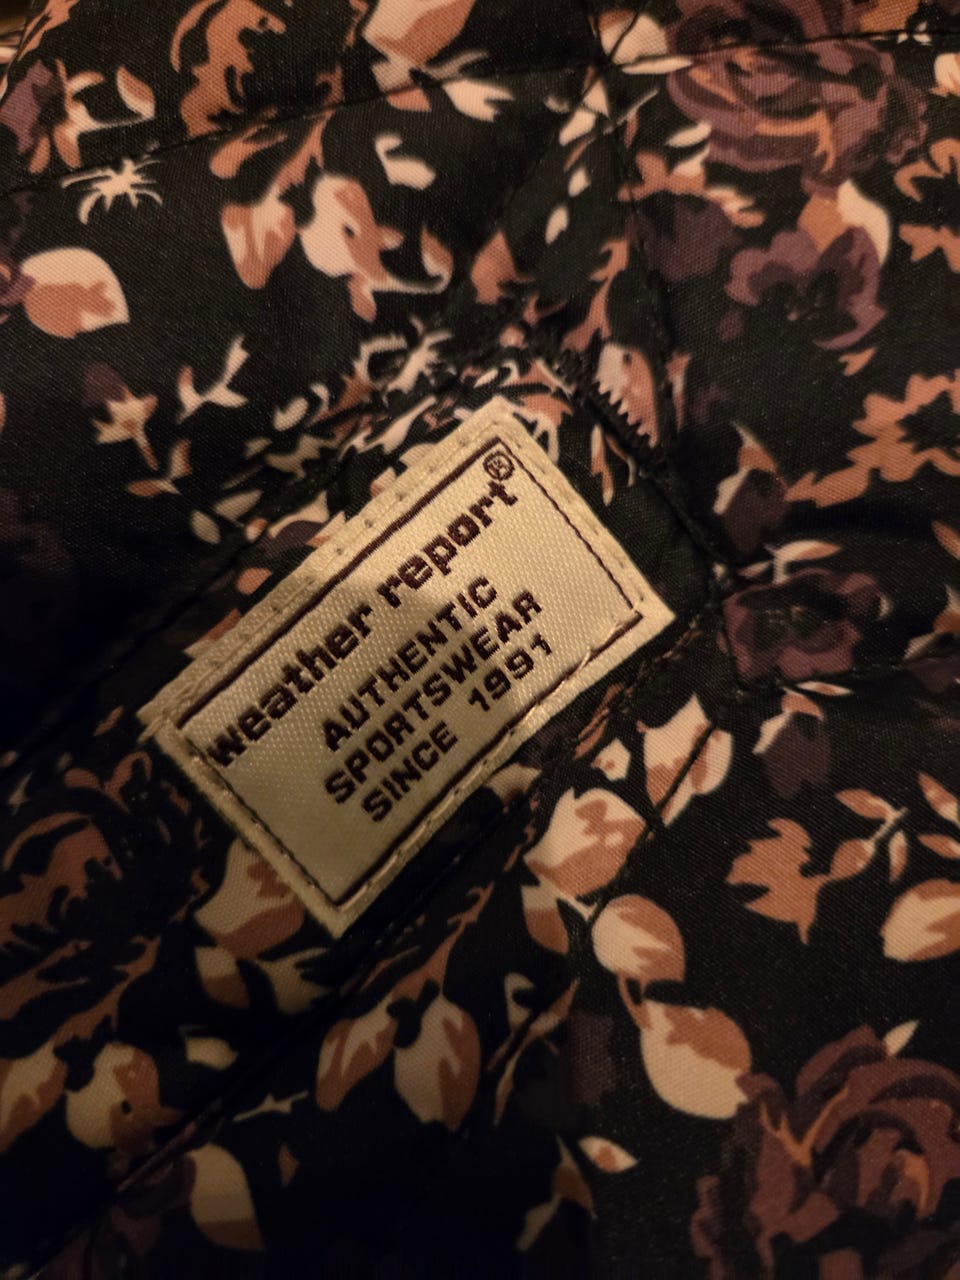 weather report®
AUTHENTIC
SPORTSWEAR
SINCE 1991